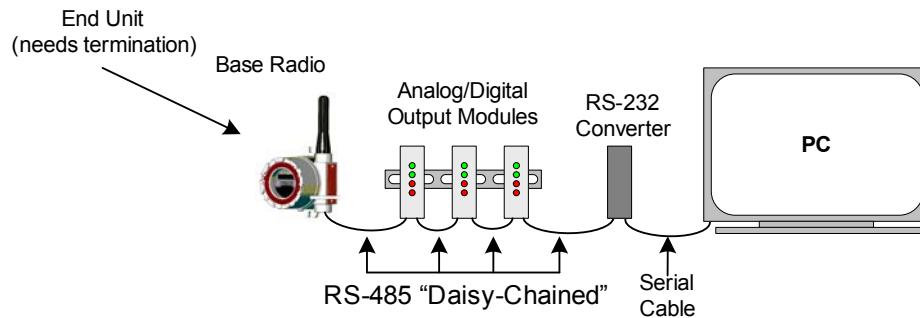 End Unit
(needs termination)
Base Radio
Analog/Digital
Output Modules
RS-232
Converter
PC
RS-485 “Daisy-Chained”
Serial
Cable